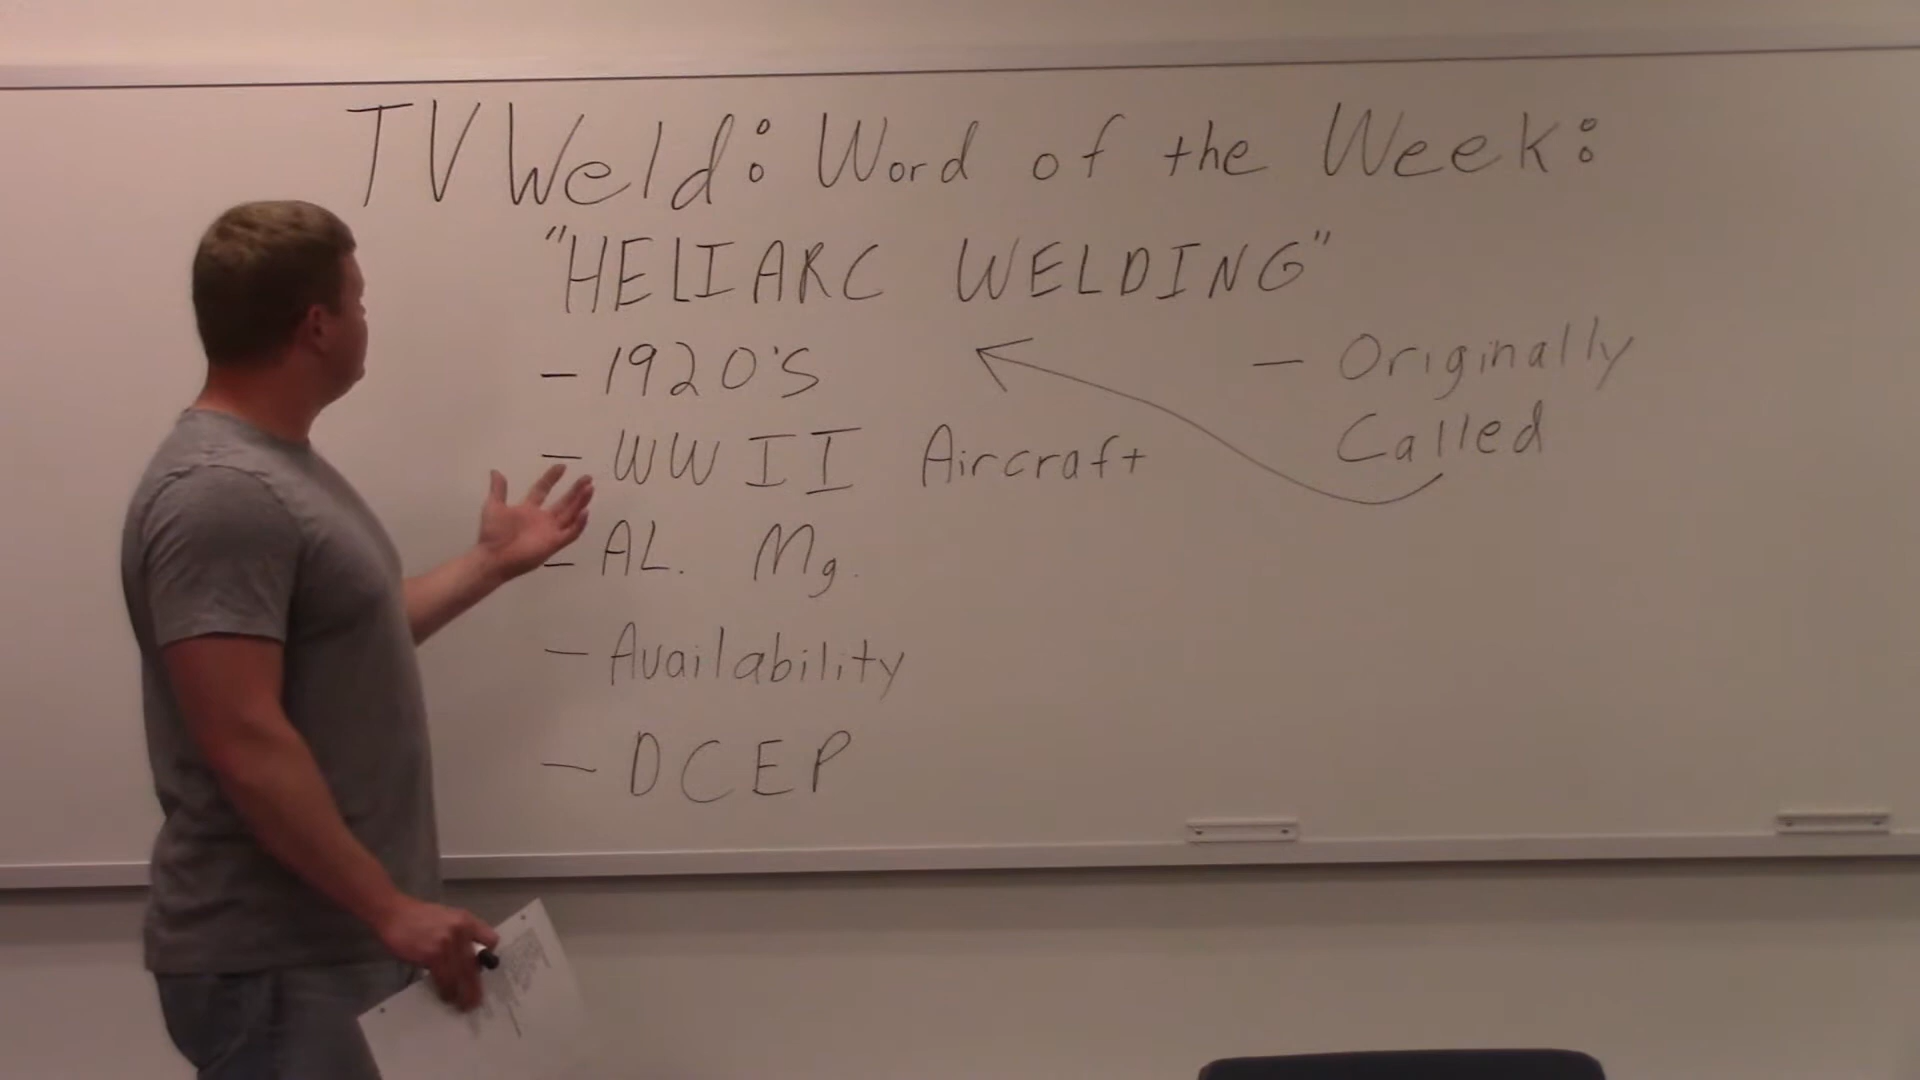 TV Weld: Word of the Week:
"HELIARC WELDING"
- 1920's
- WW II Aircraft
- AL. Mg.
- Availability
- DCEP
- Originally
Called